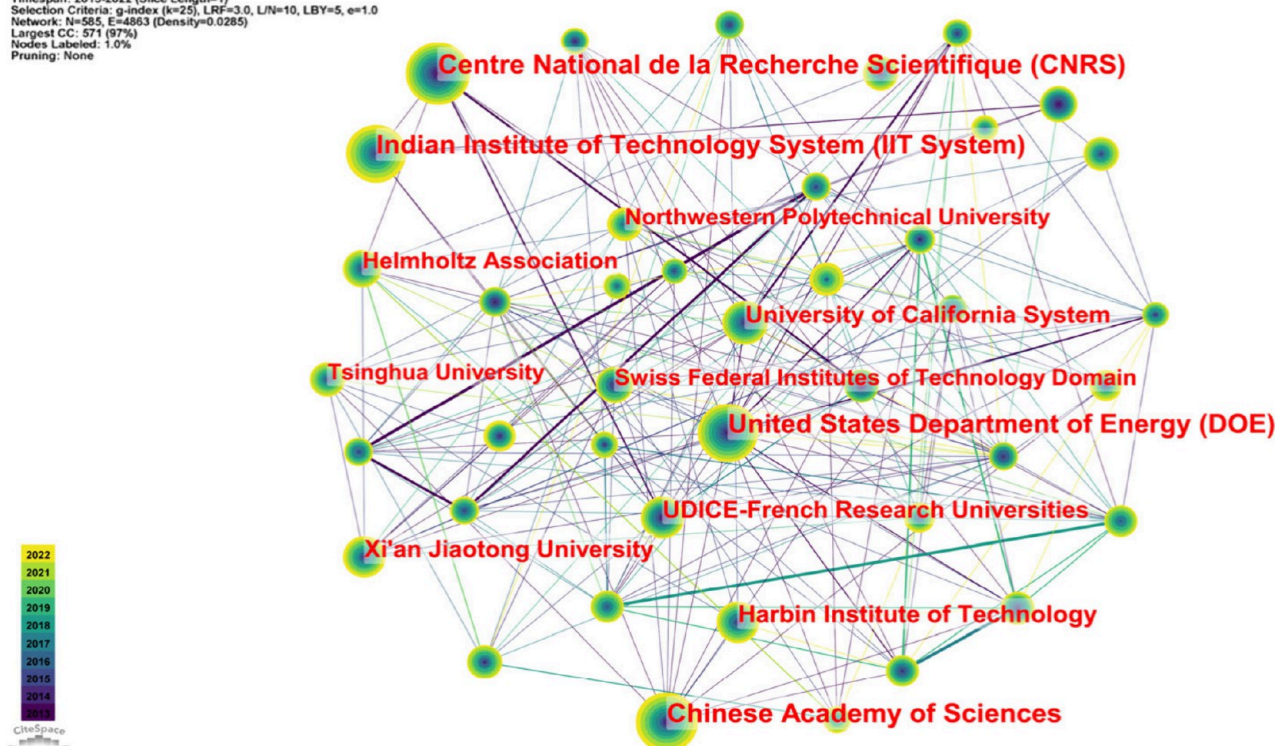 Selection Criteria: g-index (k=25), LRF=3.0, L/N=10, LBY=5, e=1.0
Network: N=585, E=4863 (Density=0.0285)
Largest CC: 571 (97%)
Nodes Labeled: 1.0%
Pruning: None
Centre National de la Recherche Scientifique (CNRS)
Indian Institute of Technology System (IIT System)
Northwestern Polytechnical University
Helmholtz Association
University of California System
Tsinghua University
Swiss Federal Institutes of Technology Domain
United States Department of Energy (DOE)
UDICE-French Research Universities
Xi'an Jiaotong University
Harbin Institute of Technology
Chinese Academy of Sciences
2022
2021
2020
2019
2018
2017
2016
2015
2014
2013
CiteSpace